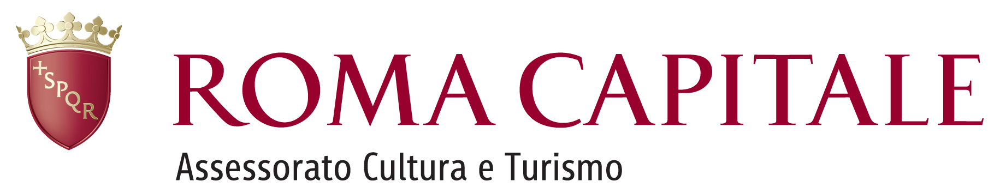 +SPQR
ROMA CAPITALE
Assessorato Cultura e Turismo